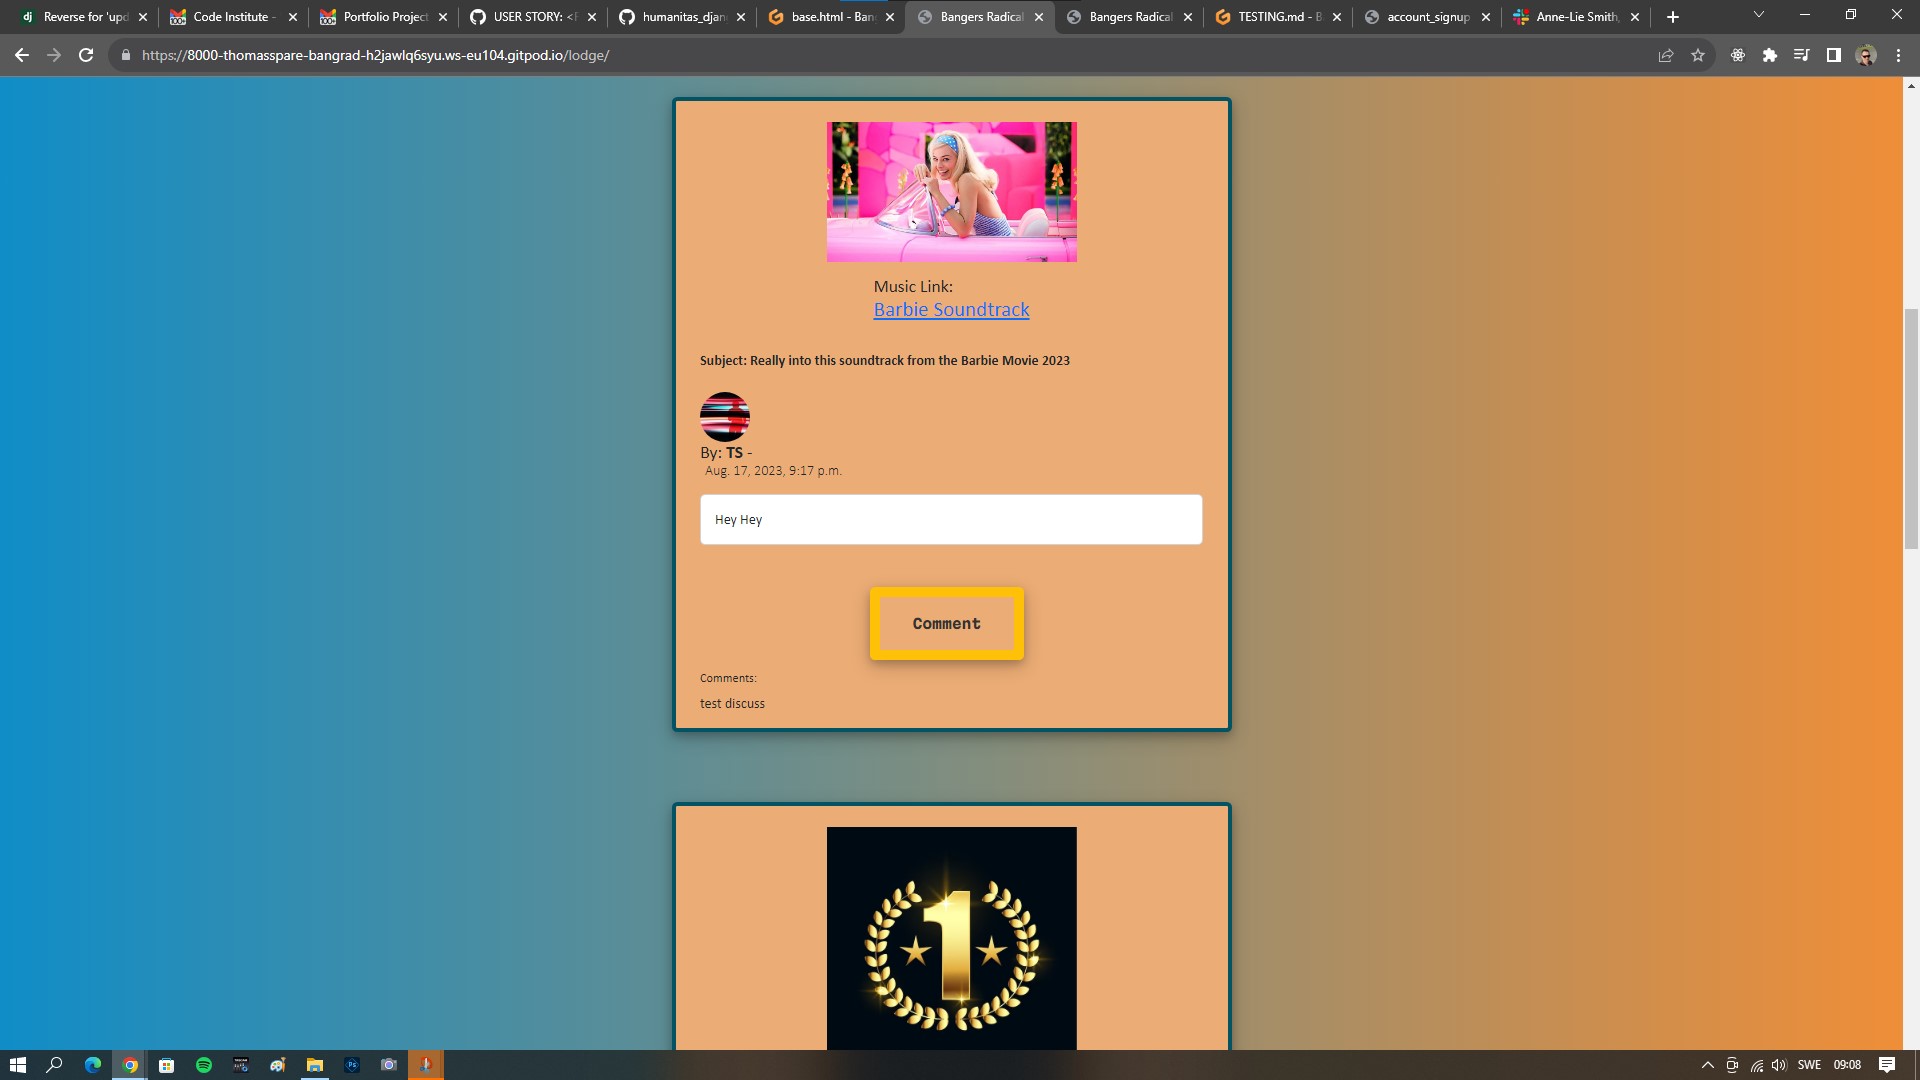 Reverse for 'upd
Code Institute -
Portfolio Project
USER STORY: <F
humanitas_djan
base.html - Ban
Bangers Radical
Bangers Radical
TESTING.md - B
account_signup
Anne-Lie Smith,
https://8000-thomasspare-bangrad-h2jawlq6syu.ws-eu104.gitpod.io/lodge/
Music Link:
Barbie Soundtrack
Subject: Really into this soundtrack from the Barbie Movie 2023
By: TS -
Aug. 17, 2023, 9:17 p.m.
Hey Hey
Comment
Comments:
test discuss
1
SWE 09:08